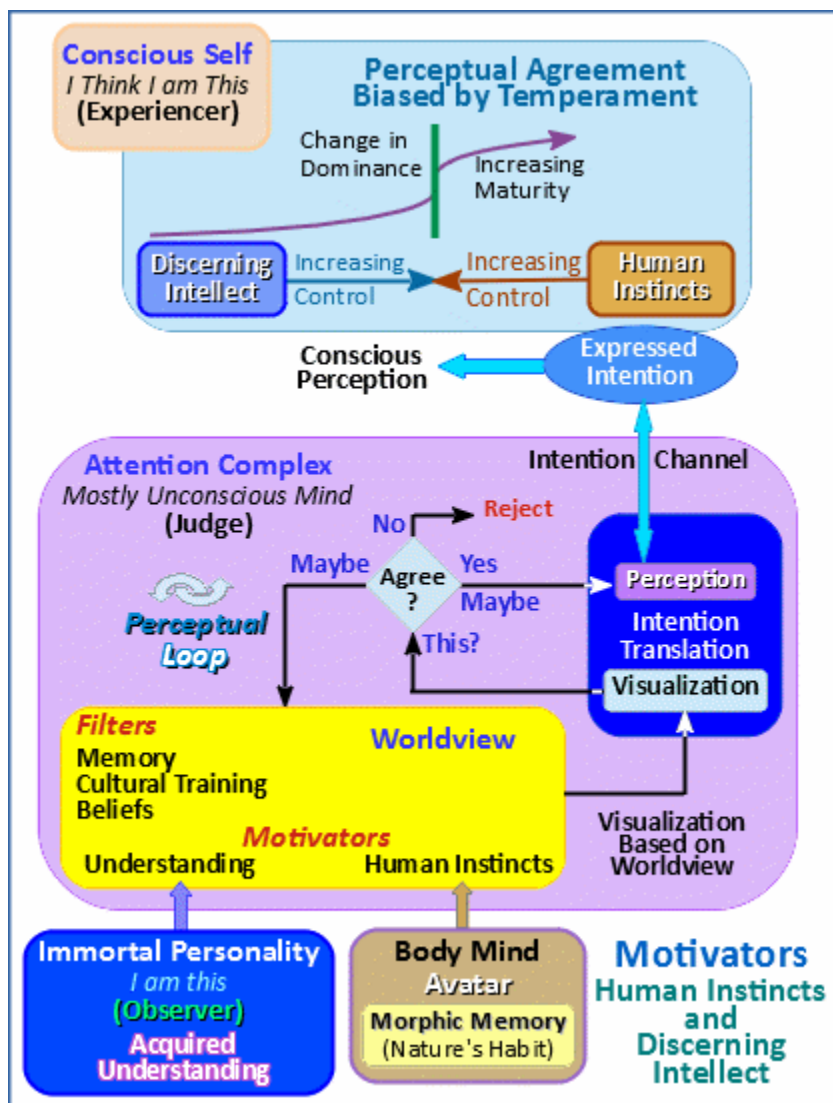 Conscious Self
I Think I am This
(Experiencer)
Perceptual Agreement
Biased by Temperament
Change in
Dominance
Increasing
Maturity
Discerning
Intellect
Increasing
Control
Increasing
Control
Human
Instincts
Conscious
Perception
Expressed
Intention
Intention Channel
Attention Complex
Mostly Unconscious Mind
(Judge)
No
Reject
Maybe
Agree
?
Yes
Maybe
This?
Perceptual
Loop
Perception
Intention
Translation
Visualization
Filters
Worldview
Memory
Cultural Training
Beliefs
Motivators
Understanding
Human Instincts
Visualization
Based on
Worldview
Immortal Personality
I am this
(Observer)
Acquired
Understanding
Body Mind
Avatar
Morphic Memory
(Nature's Habit)
Motivators
Human Instincts
and
Discerning
Intellect